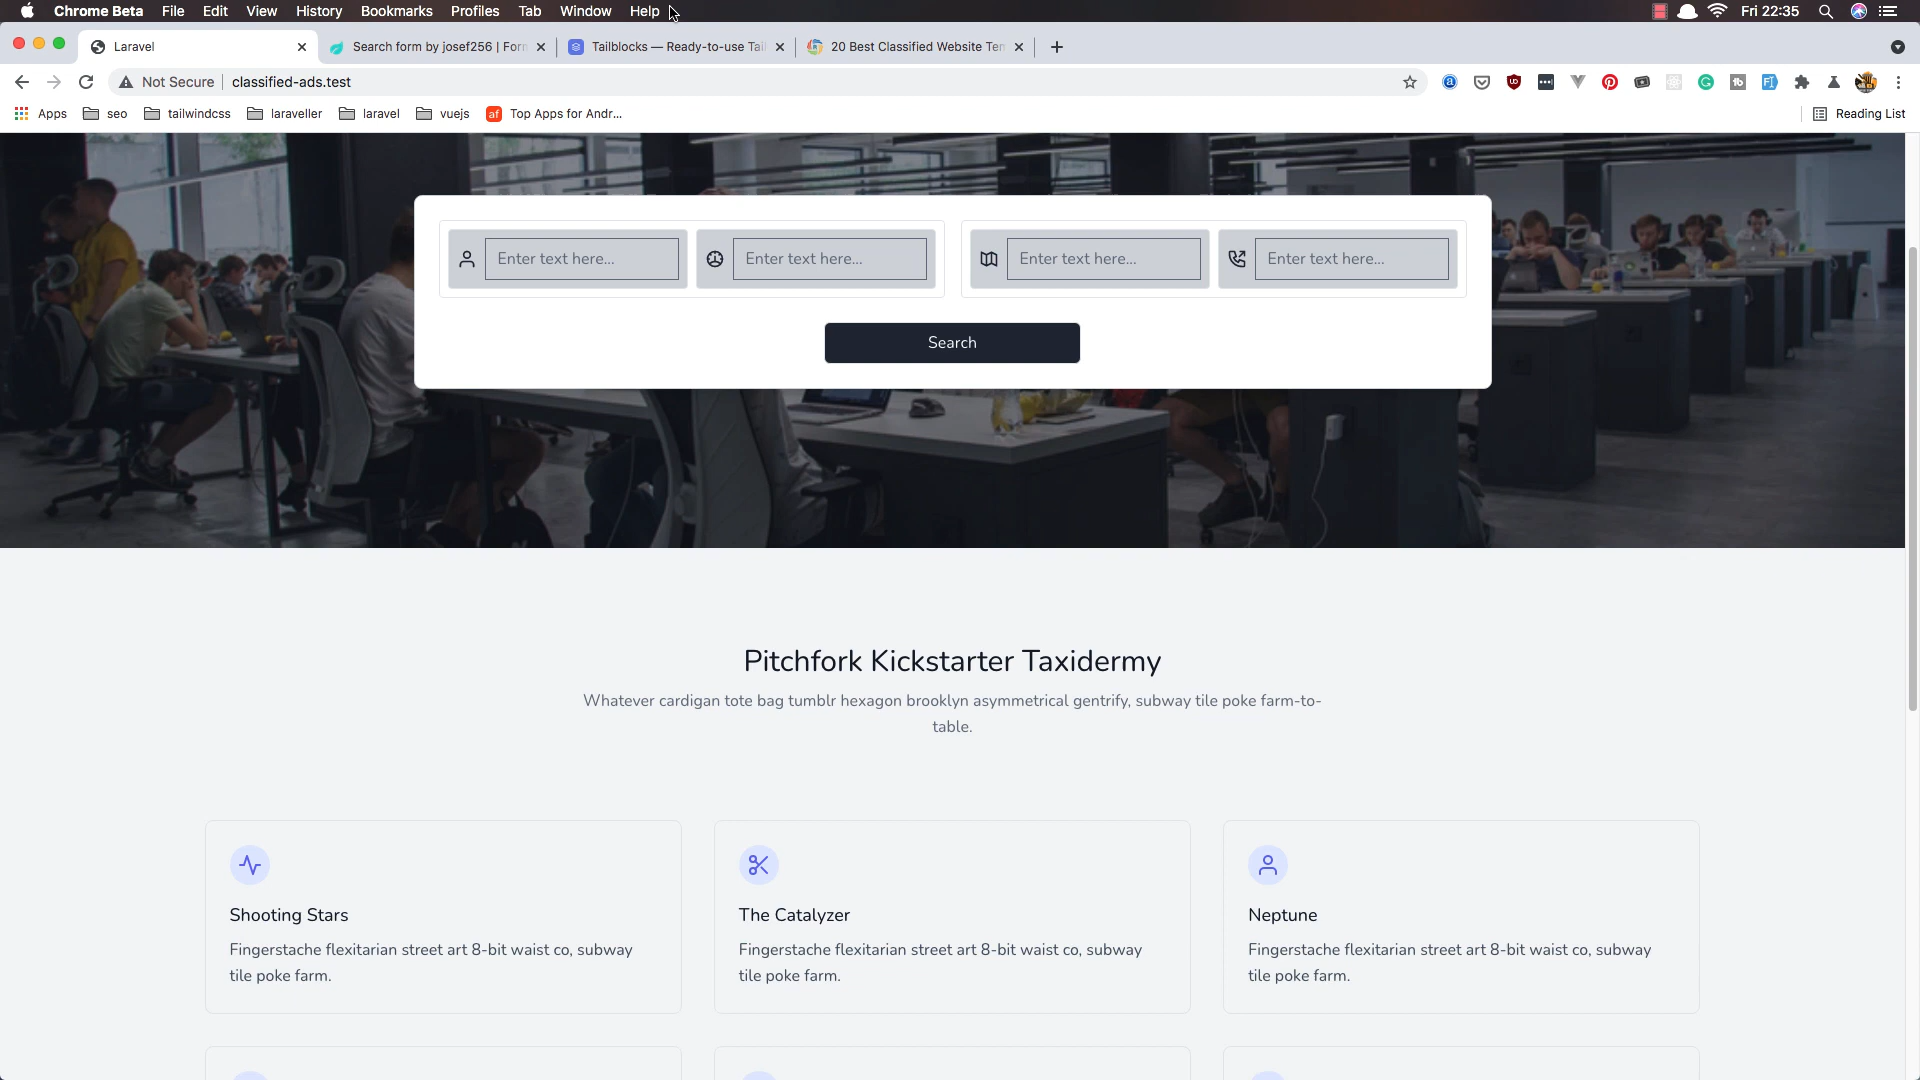 Chrome Beta File Edit View History Bookmarks Profiles Tab Window Help Fri 22:35
Laravel Search form by josef256 | Form Tailblocks — Ready-to-use Tail 20 Best Classified Website Tem
Not Secure classified-ads.test
Apps seo tailwindcss laraveller laravel vuejs af Top Apps for Andr... Reading List
Enter text here... Enter text here... Enter text here... Enter text here...
Search
Pitchfork Kickstarter Taxidermy
Whatever cardigan tote bag tumblr hexagon brooklyn asymmetrical gentrify, subway tile poke farm-to-
table.
Shooting Stars
Fingerstache flexitarian street art 8-bit waist co, subway
tile poke farm.
The Catalyzer
Fingerstache flexitarian street art 8-bit waist co, subway
tile poke farm.
Neptune
Fingerstache flexitarian street art 8-bit waist co, subway
tile poke farm.